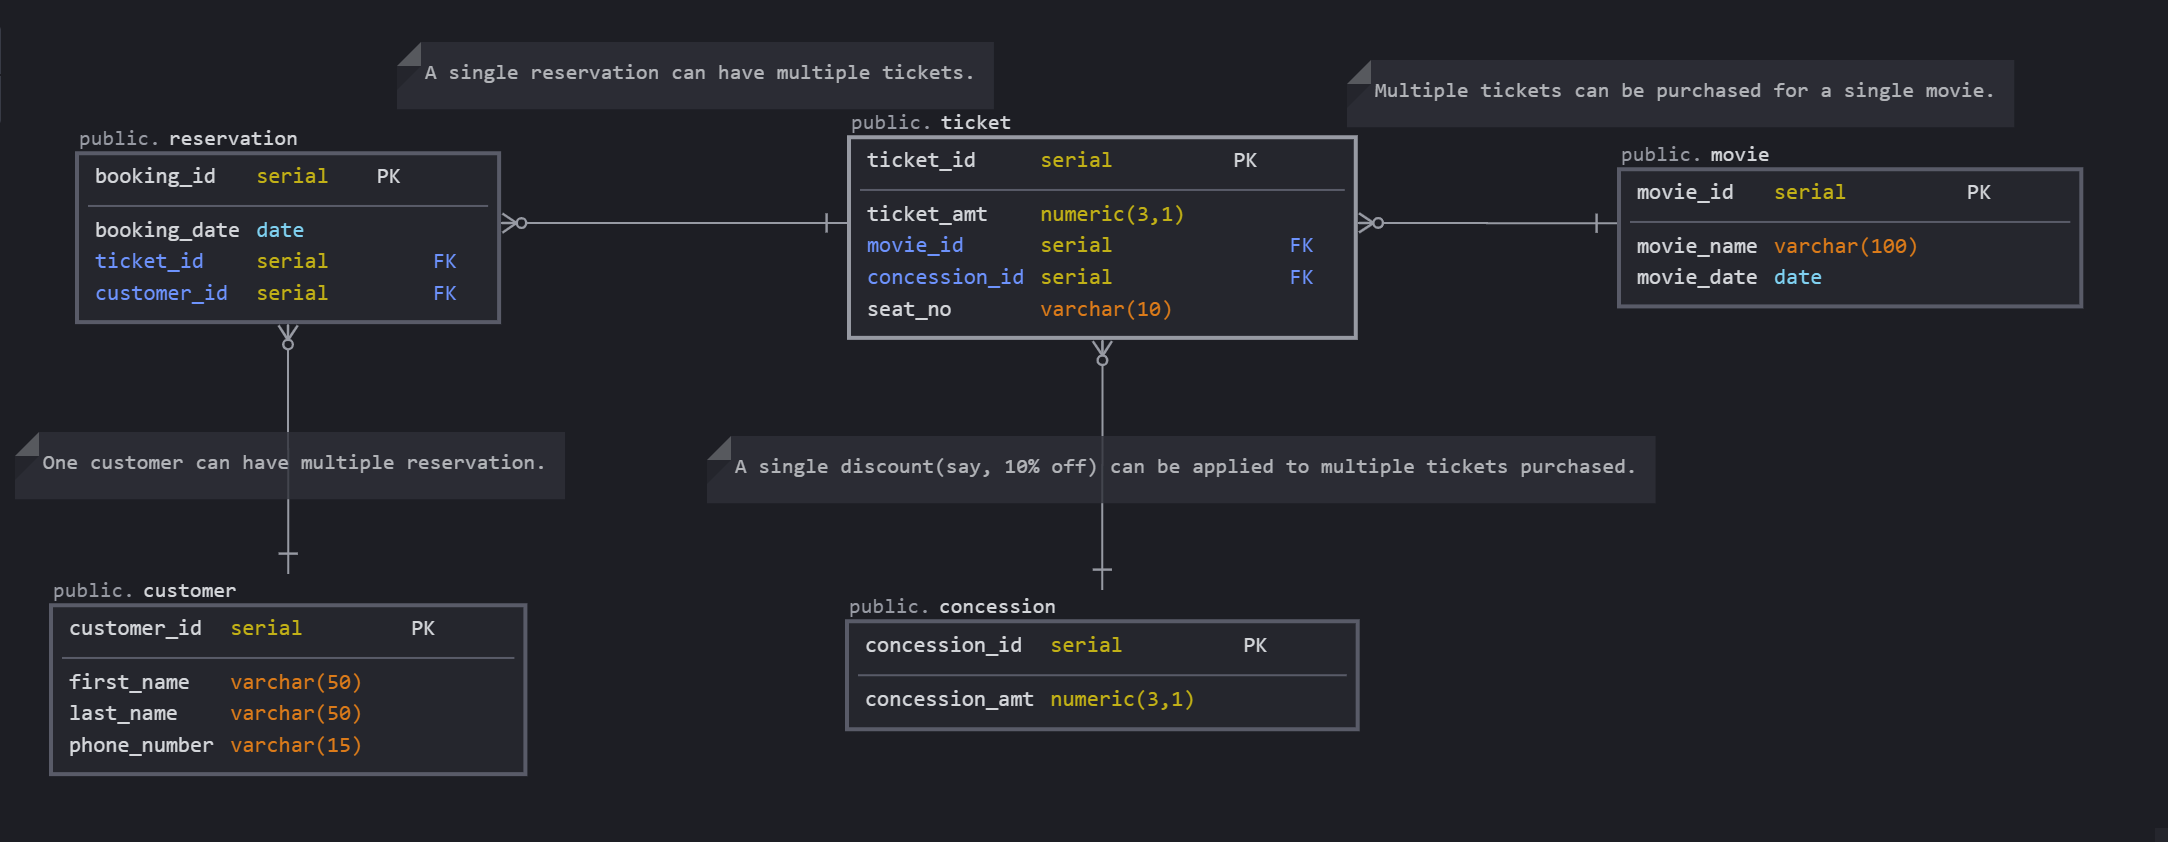 A single reservation can have multiple tickets.
Multiple tickets can be purchased for a single movie.
public. reservation
booking_id serial PK
booking_date date
ticket_id serial FK
customer_id serial FK
public. ticket
ticket_id serial PK
ticket_amt numeric(3,1)
movie_id serial FK
concession_id serial FK
seat_no varchar(10)
public. movie
movie_id serial PK
movie_name varchar(100)
movie_date date
One customer can have multiple reservation.
A single discount(say, 10% off) can be applied to multiple tickets purchased.
public. customer
customer_id serial PK
first_name varchar(50)
last_name varchar(50)
phone_number varchar(15)
public. concession
concession_id serial PK
concession_amt numeric(3,1)